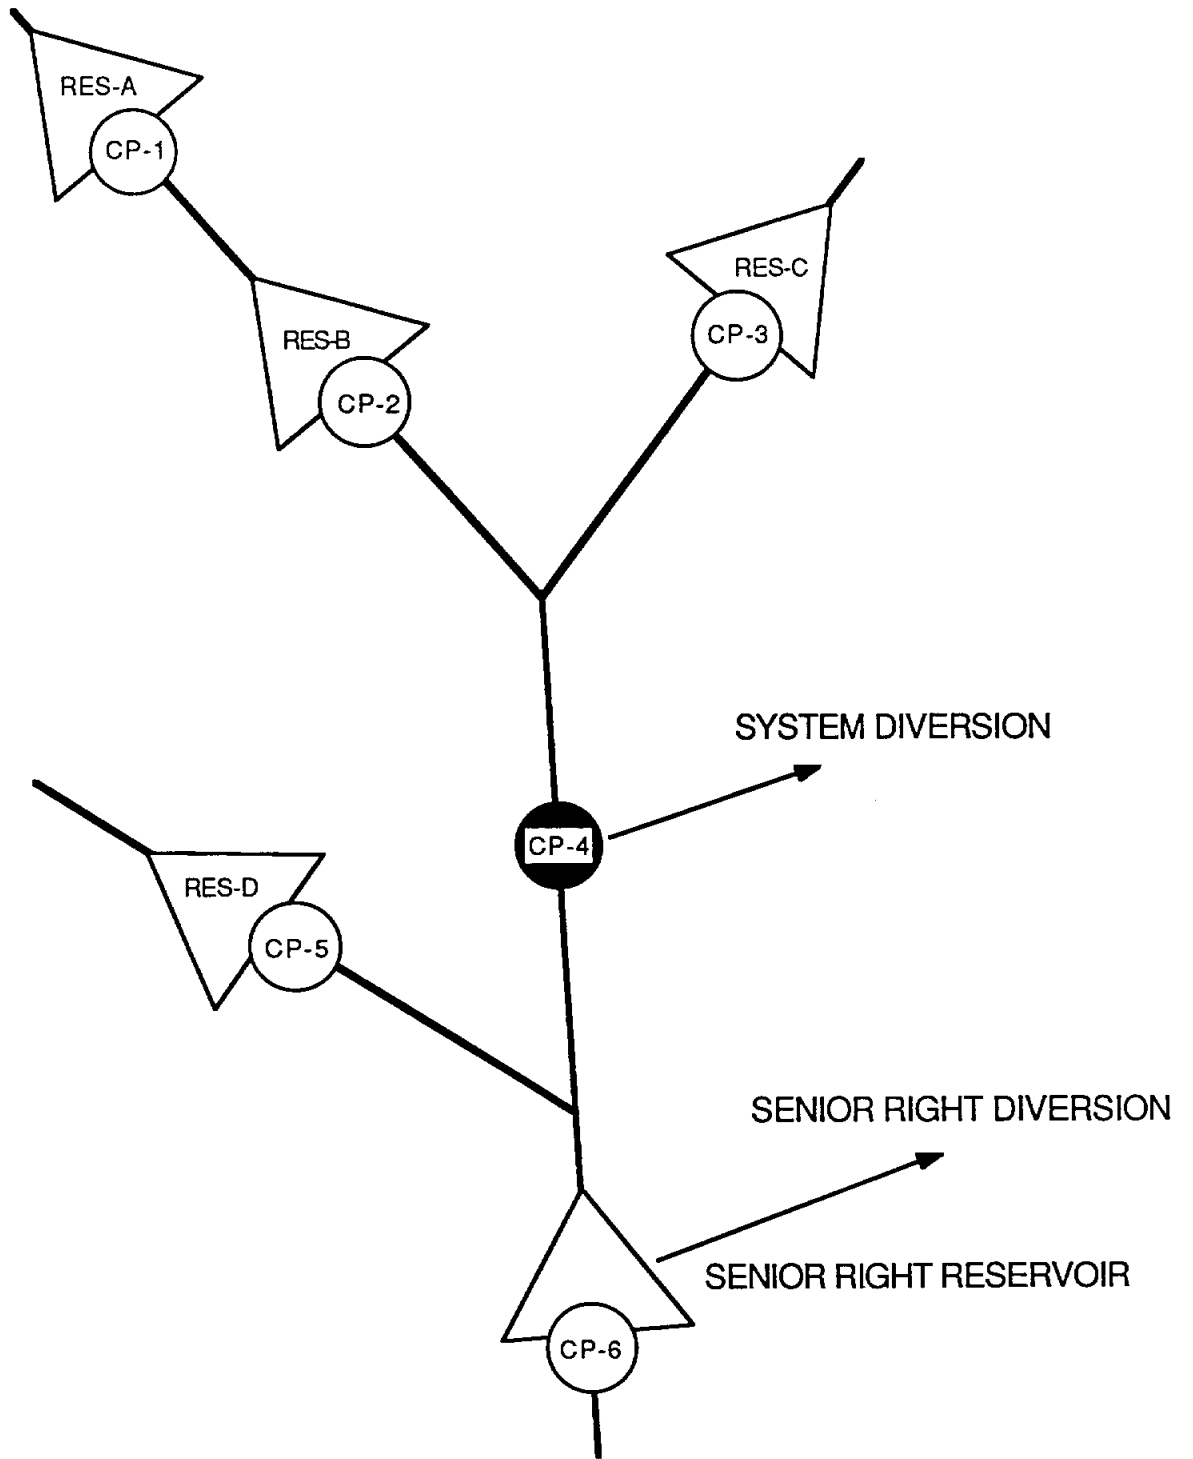 RES-A
CP-1
RES-C
RES-B
CP-3
CP-2
SYSTEM DIVERSION
CP-4
RES-D
CP-5
SENIOR RIGHT DIVERSION
SENIOR RIGHT RESERVOIR
CP-6